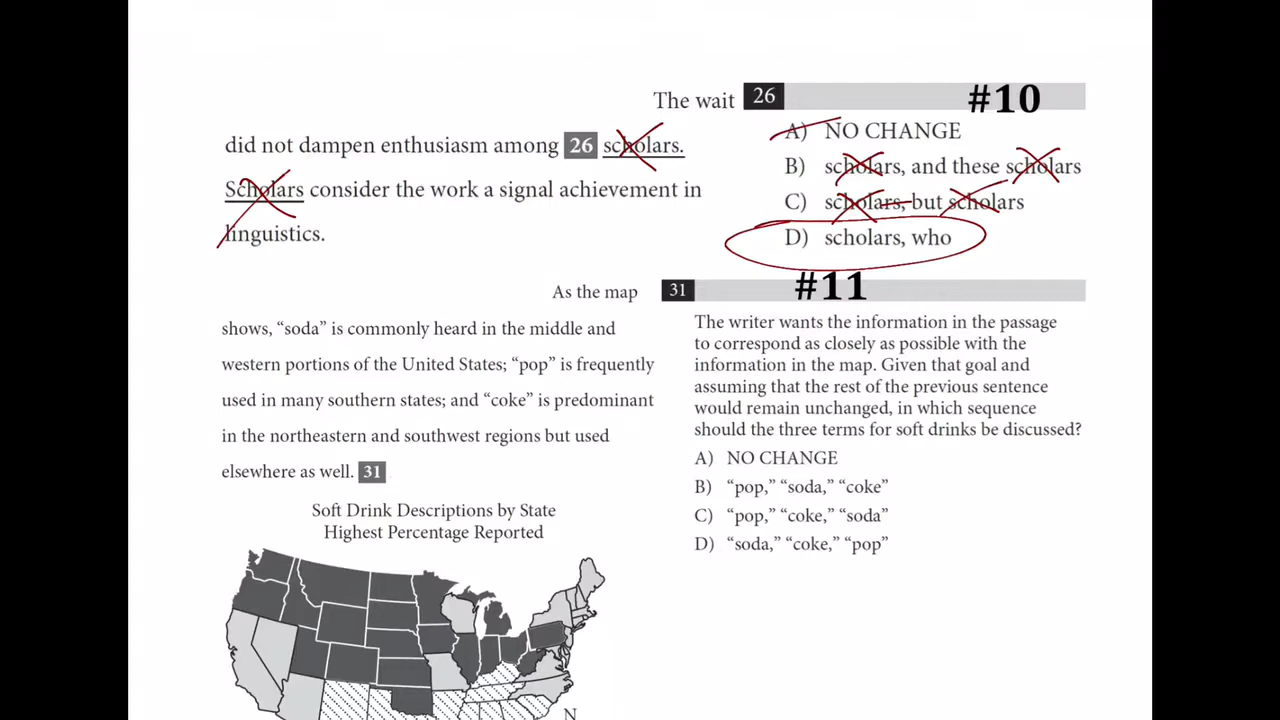 The wait
did not dampen enthusiasm among 26 scholars.
Scholars consider the work a signal achievement in
linguistics.
26 #10
A) NO CHANGE
B) scholars, and these scholars
C) scholars, but scholars
D) scholars, who
As the map
shows, “soda” is commonly heard in the middle and
western portions of the United States; “pop” is frequently
used in many southern states; and “coke” is predominant
in the northeastern and southwest regions but used
elsewhere as well. 31
31 #11
The writer wants the information in the passage
to correspond as closely as possible with the
information in the map. Given that goal and
assuming that the rest of the previous sentence
would remain unchanged, in which sequence
should the three terms for soft drinks be discussed?
A) NO CHANGE
B) “pop,” “soda,” “coke”
C) “pop,” “coke,” “soda”
D) “soda,” “coke,” “pop”
Soft Drink Descriptions by State
Highest Percentage Reported
N